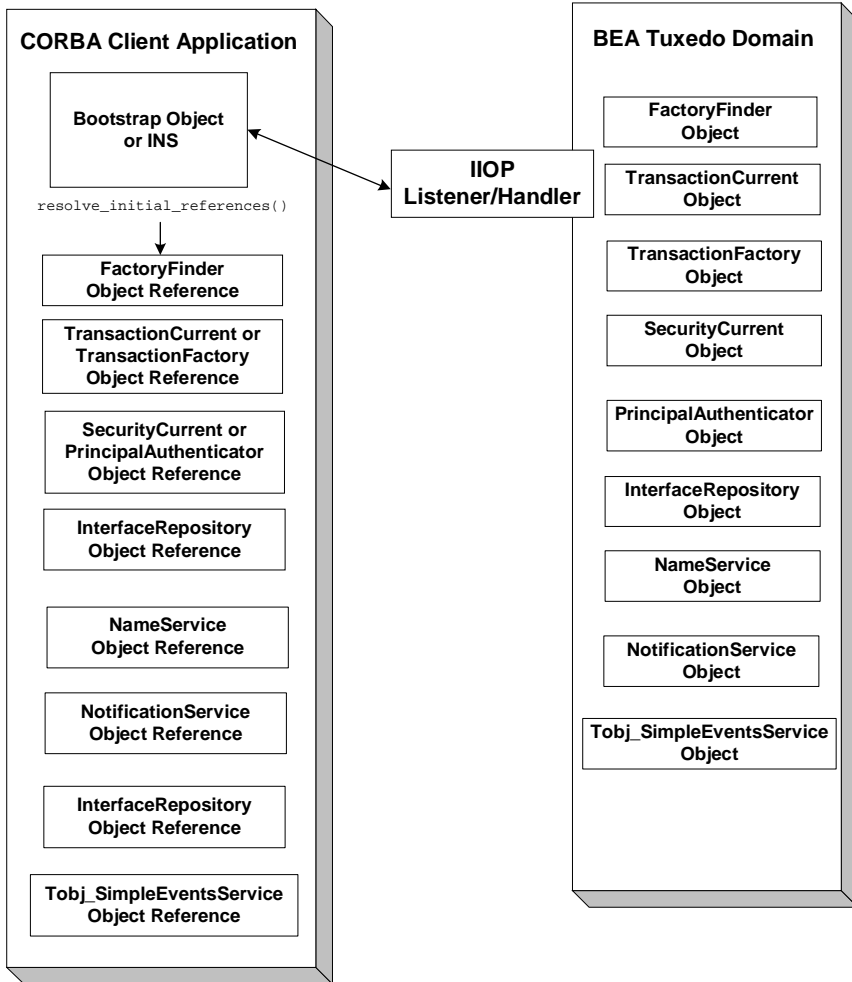 CORBA Client Application
Bootstrap Object
or INS
resolve_initial_references()
FactoryFinder
Object Reference
TransactionCurrent or
TransactionFactory
Object Reference
SecurityCurrent or
PrincipalAuthenticator
Object Reference
InterfaceRepository
Object Reference
NameService
Object Reference
NotificationService
Object Reference
InterfaceRepository
Object Reference
Tobj_SimpleEventsService
Object Reference
IIOP
Listener/Handler
BEA Tuxedo Domain
FactoryFinder
Object
TransactionCurrent
Object
TransactionFactory
Object
SecurityCurrent
Object
PrincipalAuthenticator
Object
InterfaceRepository
Object
NameService
Object
NotificationService
Object
Tobj_SimpleEventsService
Object